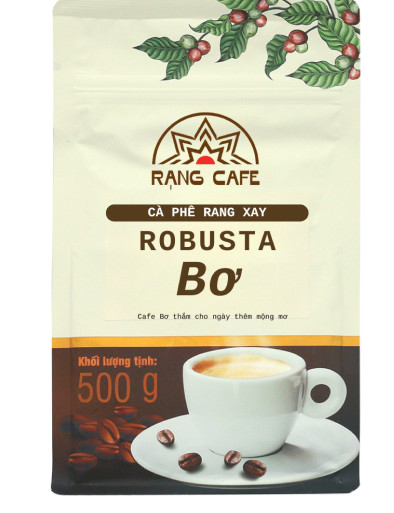 RẠNG CAFE
CÀ PHÊ RANG XAY
ROBUSTA
Bơ
Cafe Bơ thắm cho ngày thêm mộng mơ
Khối lượng tịnh:
500 g